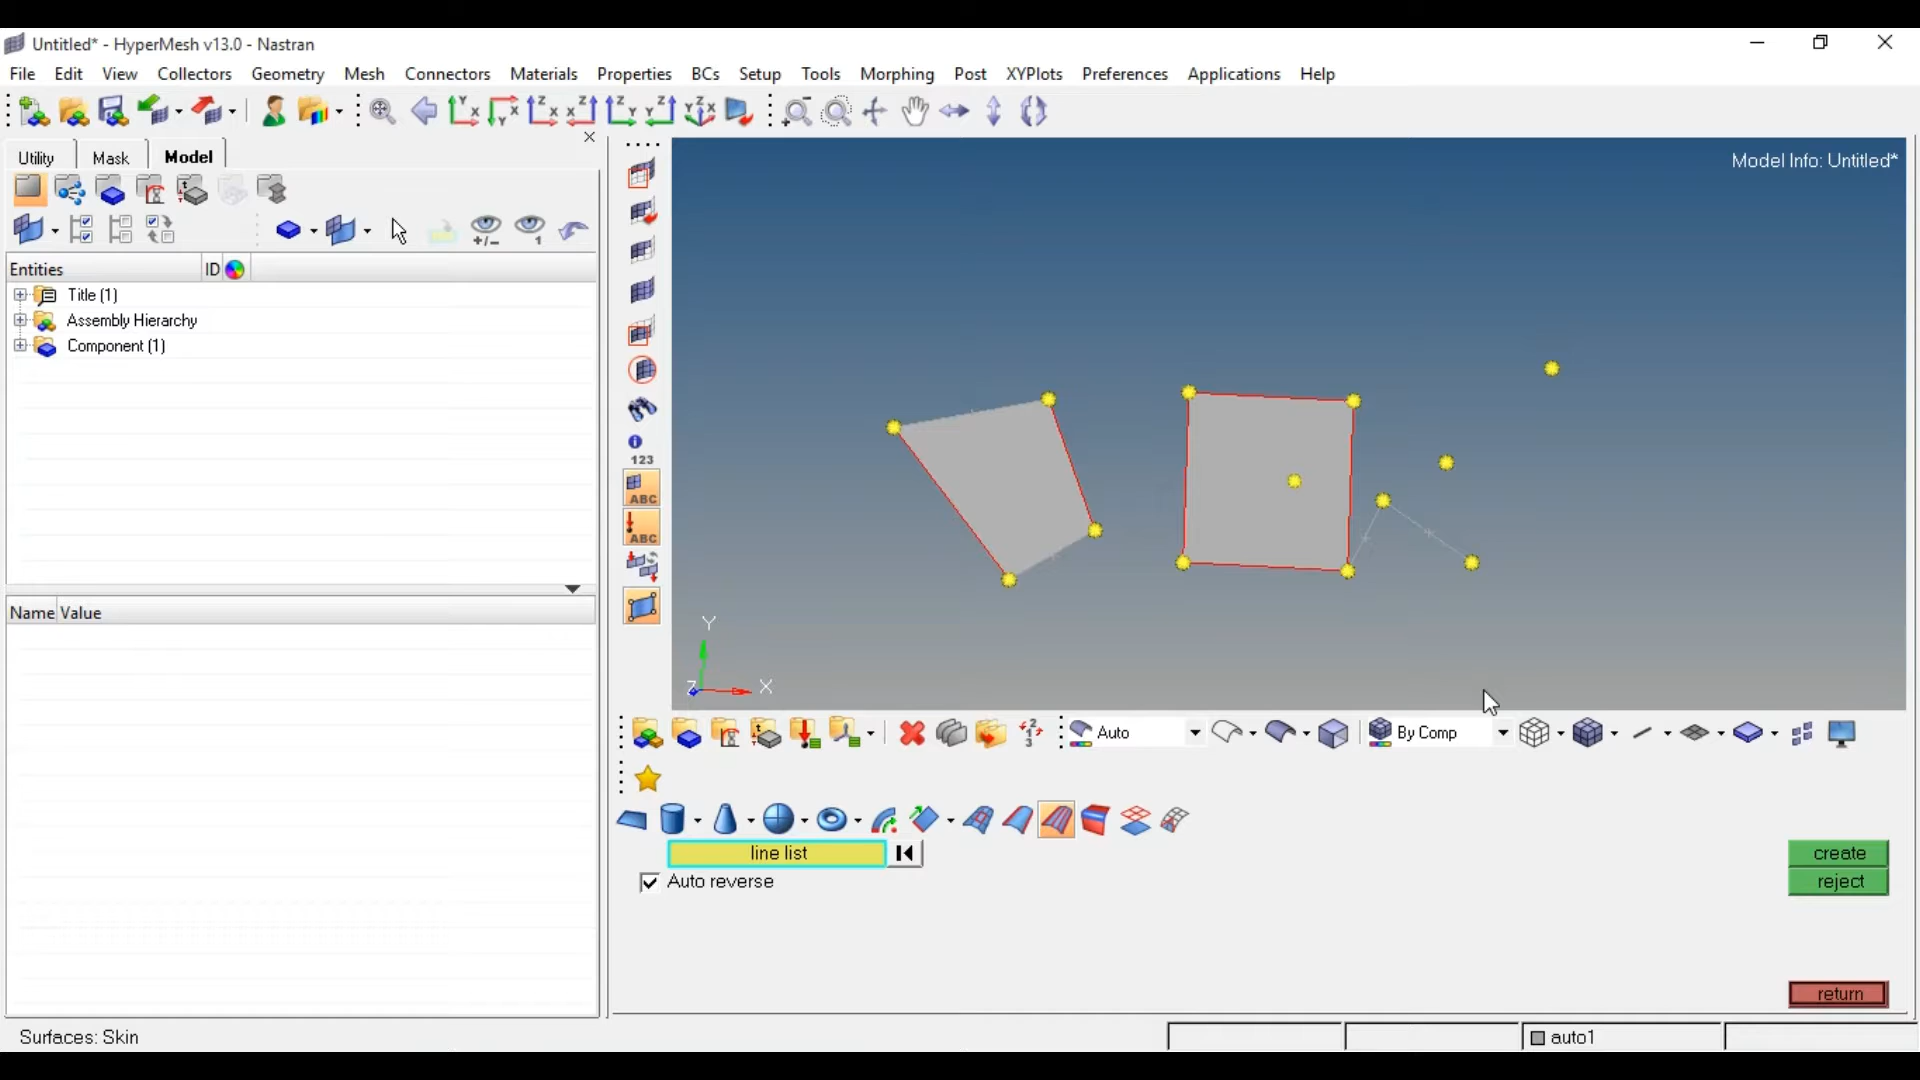 Untitled* - HyperMesh v13.0 - Nastran
File Edit View Collectors Geometry Mesh Connectors Materials Properties BCs Setup Tools Morphing Post XYPlots Preferences Applications Help
Utility Mask Model
Model Info: Untitled*
Entities ID
Title (1)
Assembly Hierarchy
Component (1)
123
ABC
ABC
Name Value
Y
Z X
Auto By Comp
line list
create
Auto reverse
reject
return
Surfaces: Skin
auto1